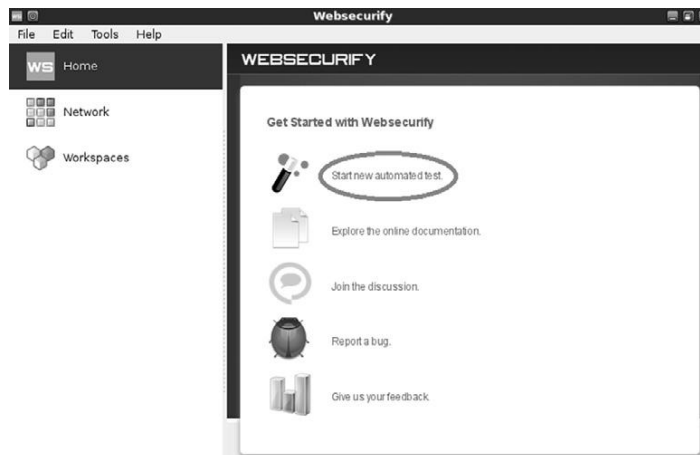 Websecurify
File Edit Tools Help
WS Home
WEBSECURIFY
Network
Workspaces
Get Started with Websecurify
Start new automated test.
Explore the online documentation.
Join the discussion.
Report a bug.
Give us your feedback